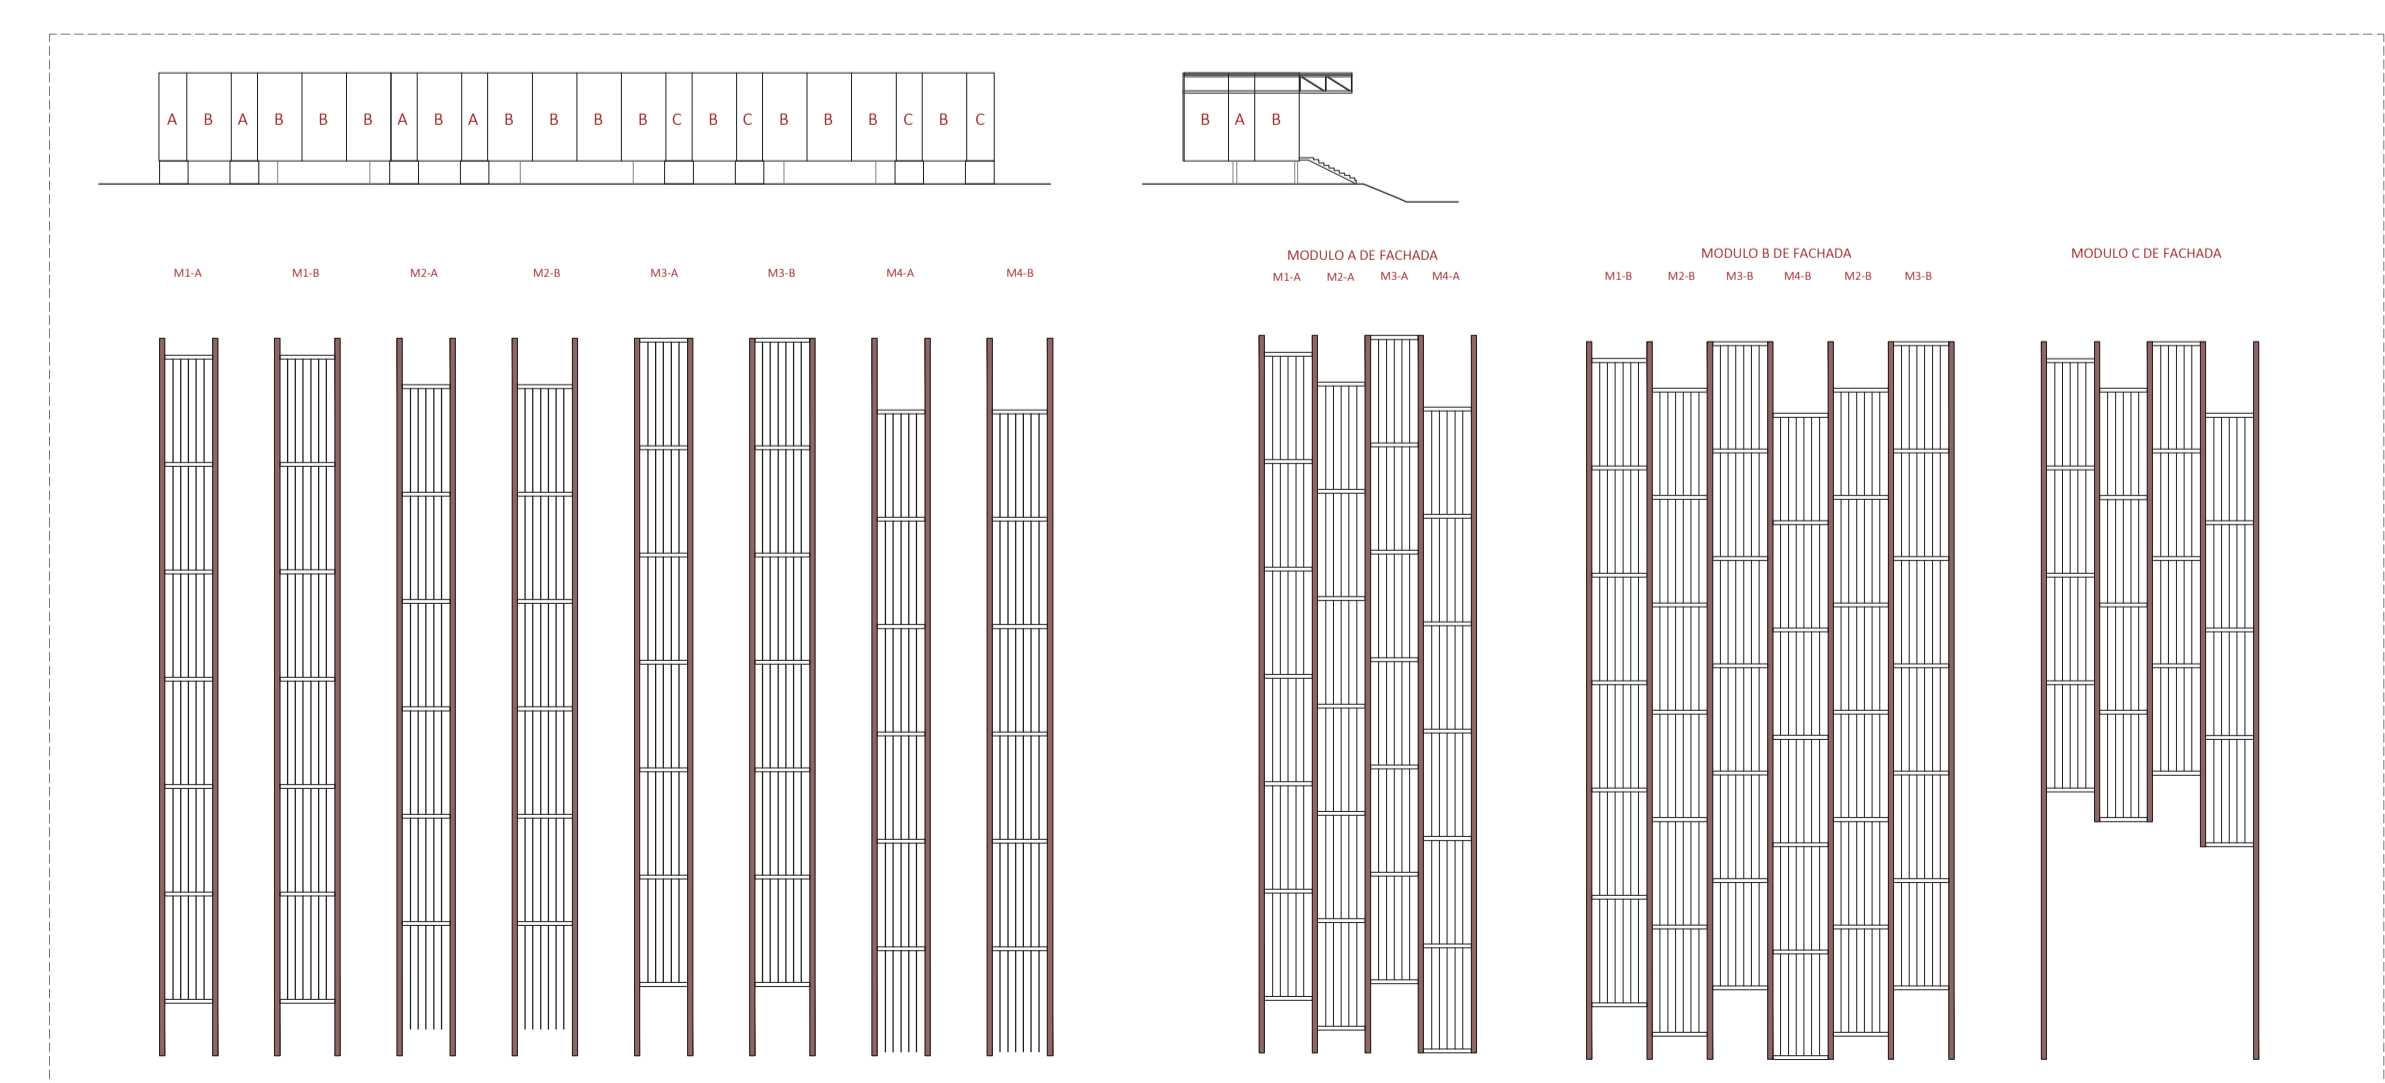 A B A B B B A B A B B B B C B C B B B C B C
B A B
MODULO A DE FACHADA
MODULO B DE FACHADA
MODULO C DE FACHADA
M1-A M1-B M2-A M2-B M3-A M3-B M4-A M4-B
M1-A M2-A M3-A M4-A
M1-B M2-B M3-B M4-B M2-B M3-B